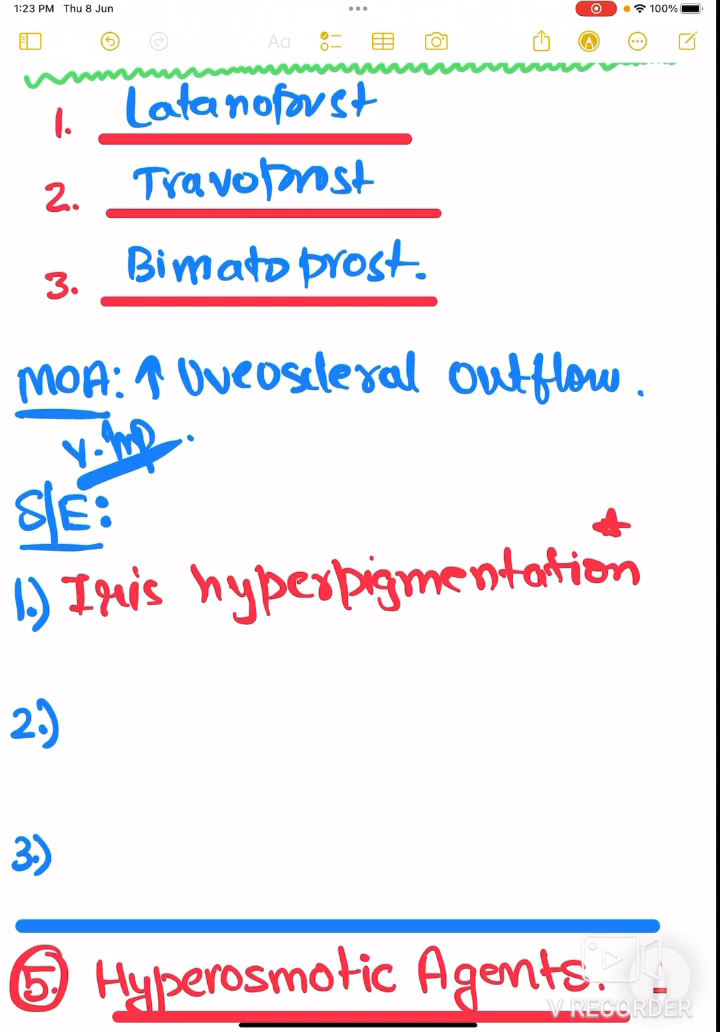 1:23 PM Thu 8 Jun 100%
Aa
1. Latanoprost
2. Travoprost
3. Bimatoprost.
MOA: ↑ Uveoscleral outflow.
v. Imp.
S/E:
1.) Iris hyperpigmentation
2.)
3.)
5. Hyperosmotic Agents:
V RECORDER